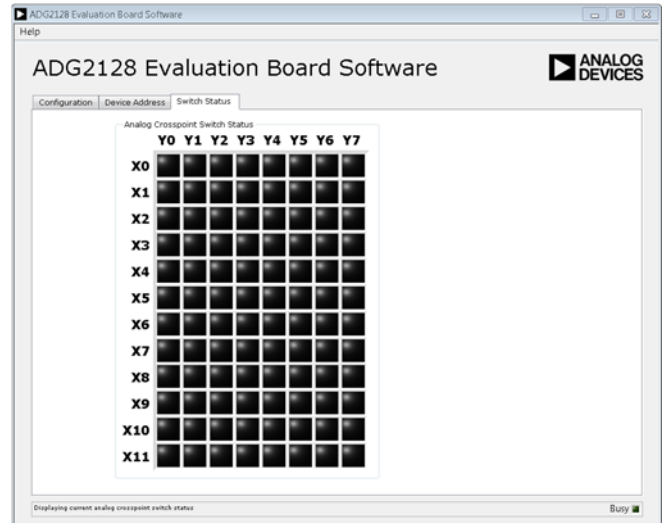 ADG2128 Evaluation Board Software
Help
ADG2128 Evaluation Board Software
ANALOG
DEVICES
Configuration Device Address Switch Status
Analog Crosspoint Switch Status
Y0 Y1 Y2 Y3 Y4 Y5 Y6 Y7
X0
X1
X2
X3
X4
X5
X6
X7
X8
X9
X10
X11
Displaying current analog crosspoint switch status
Busy